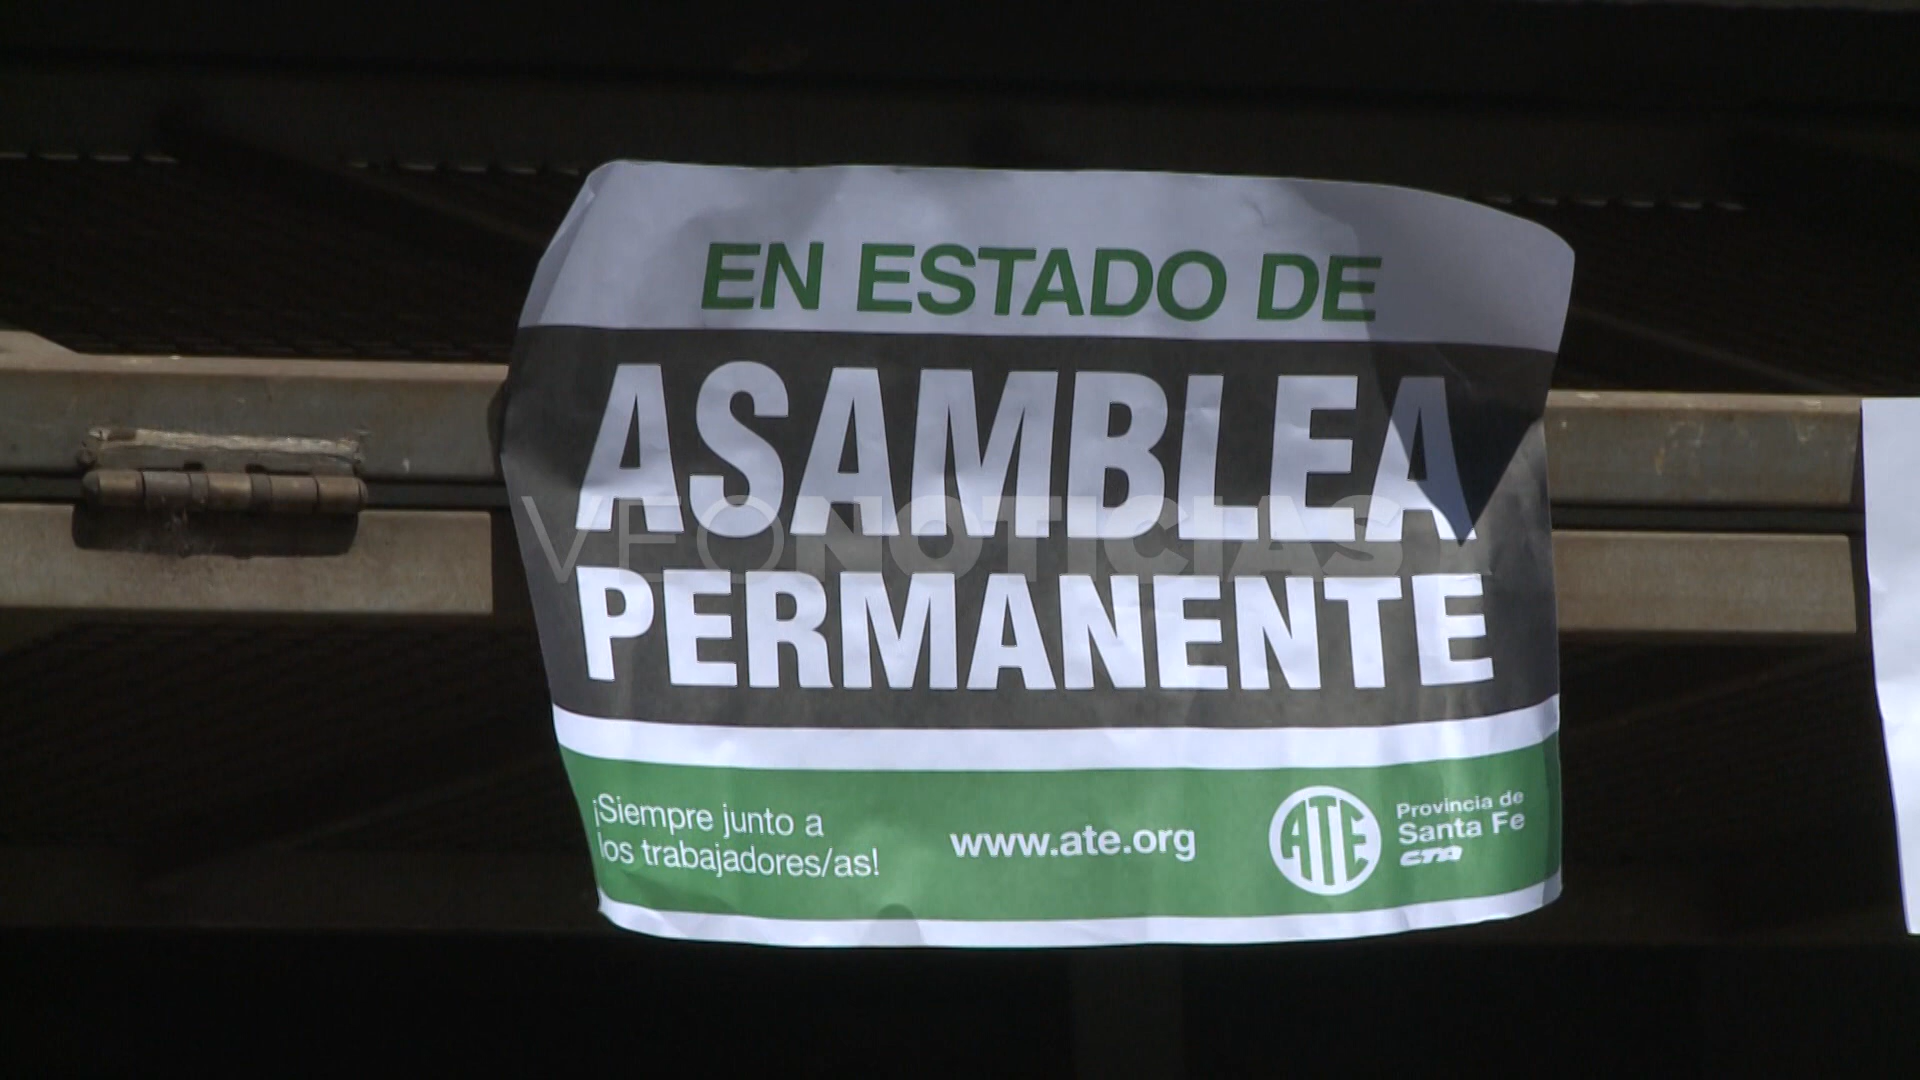 EN ESTADO DE
ASAMBLEA
VEONOTICIAS
PERMANENTE
¡Siempre junto a
los trabajadores/as!
www.ate.org
ATE
Provincia de
Santa Fe
CTA